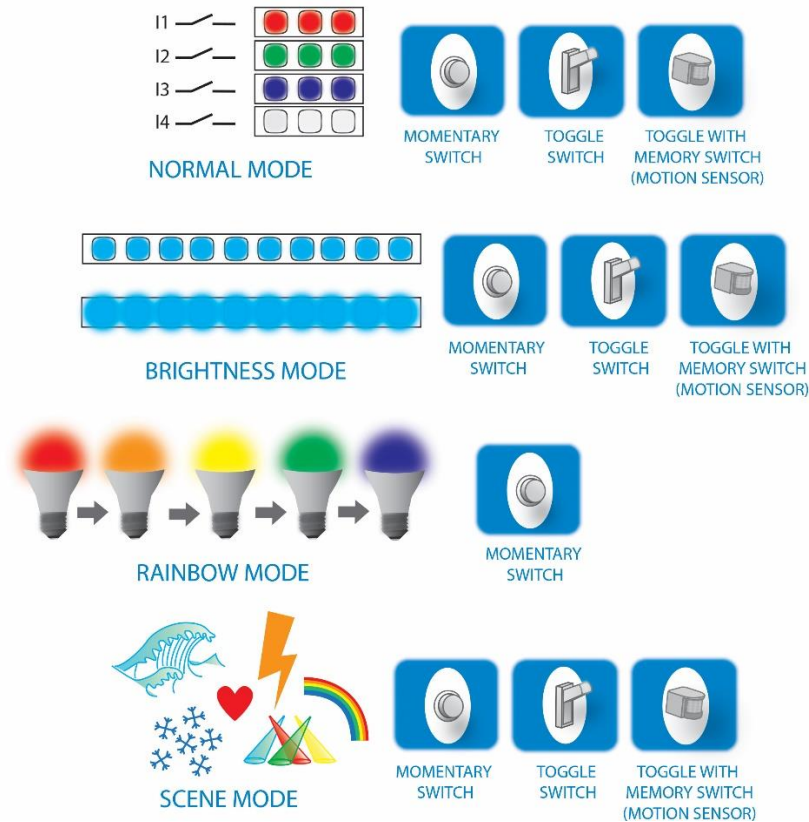 I1
I2
I3
I4
NORMAL MODE
MOMENTARY
SWITCH
TOGGLE
SWITCH
TOGGLE WITH
MEMORY SWITCH
(MOTION SENSOR)
BRIGHTNESS MODE
MOMENTARY
SWITCH
TOGGLE
SWITCH
TOGGLE WITH
MEMORY SWITCH
(MOTION SENSOR)
RAINBOW MODE
MOMENTARY
SWITCH
SCENE MODE
MOMENTARY
SWITCH
TOGGLE
SWITCH
TOGGLE WITH
MEMORY SWITCH
(MOTION SENSOR)